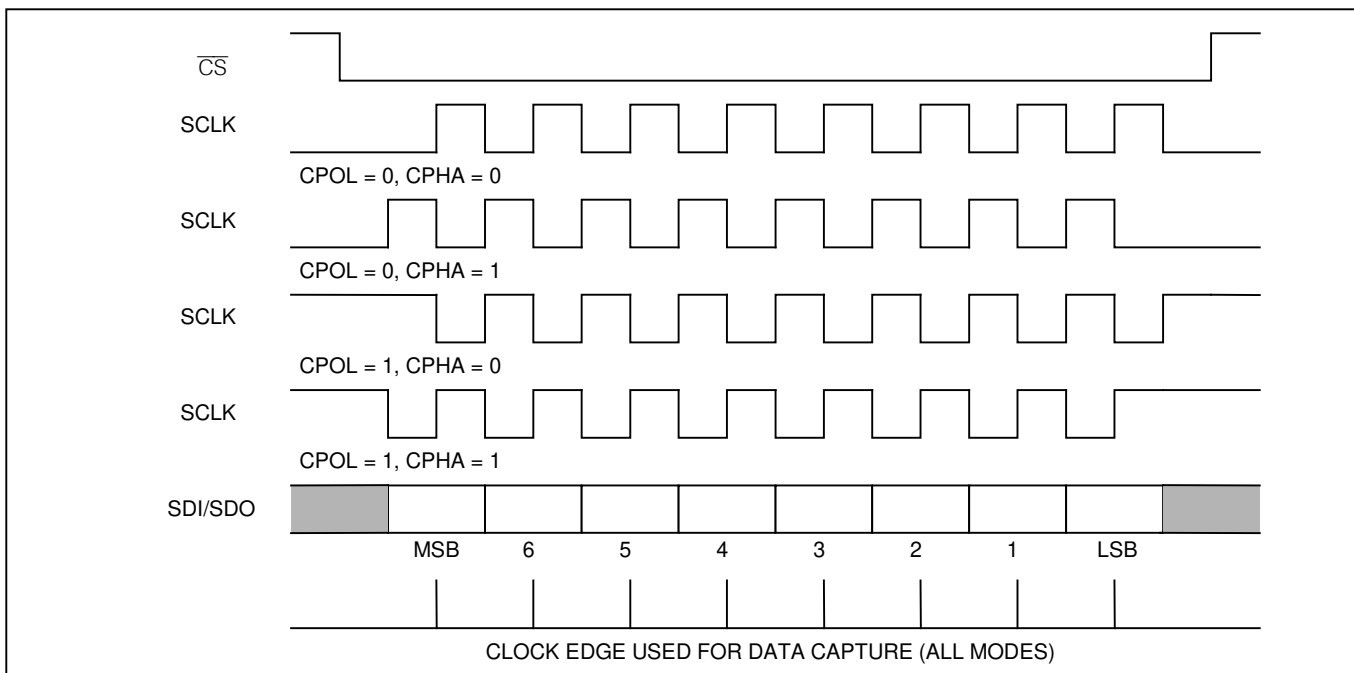 CS
SCLK
CPOL = 0, CPHA = 0
SCLK
CPOL = 0, CPHA = 1
SCLK
CPOL = 1, CPHA = 0
SCLK
CPOL = 1, CPHA = 1
SDI/SDO
MSB 6 5 4 3 2 1 LSB
CLOCK EDGE USED FOR DATA CAPTURE (ALL MODES)